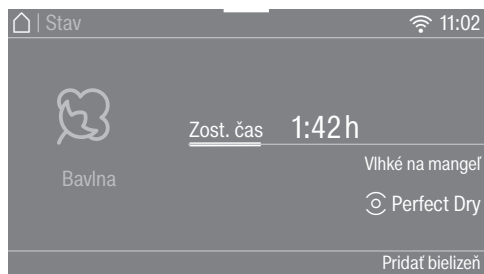 | Stav 11:02
Zost. čas 1:42 h
Bavlna
Vlhké na mangeľ
Perfect Dry
Pridať bielizeň